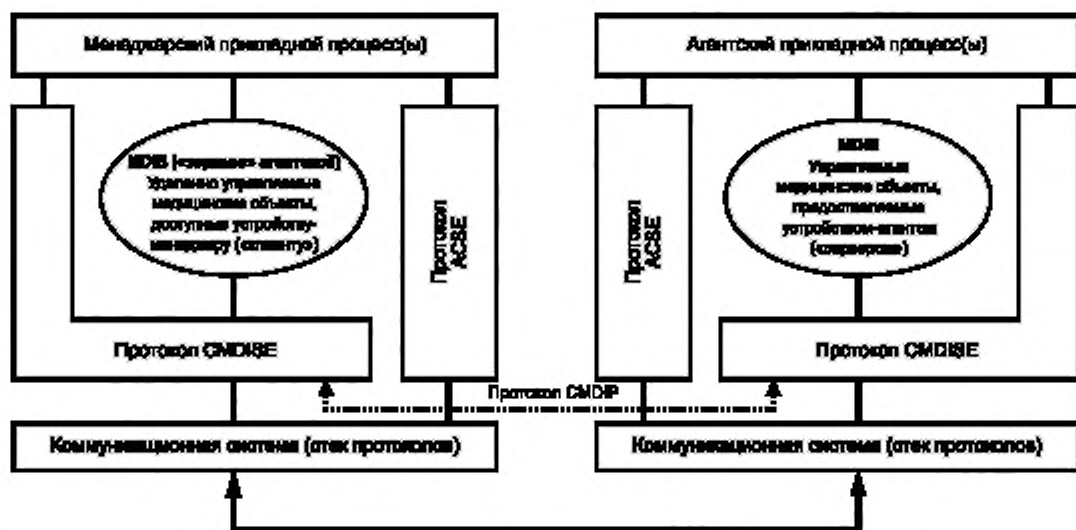 Менеджерский прикладной процесс(ы)
Агентский прикладной процесс(ы)
MDIB («зеркало» агентской)
Удаленно управляемые
медицинские объекты,
доступные устройству-
менеджеру («клиенту»)
Протокол
ACSE
Протокол
ACSE
MDIB
Управляемые
медицинские объекты,
предоставляемые
устройством-агентом
(«сервером»)
Протокол CMDISE
Протокол CMDISE
Протокол CMDIP
Коммуникационная система (стек протоколов)
Коммуникационная система (стек протоколов)